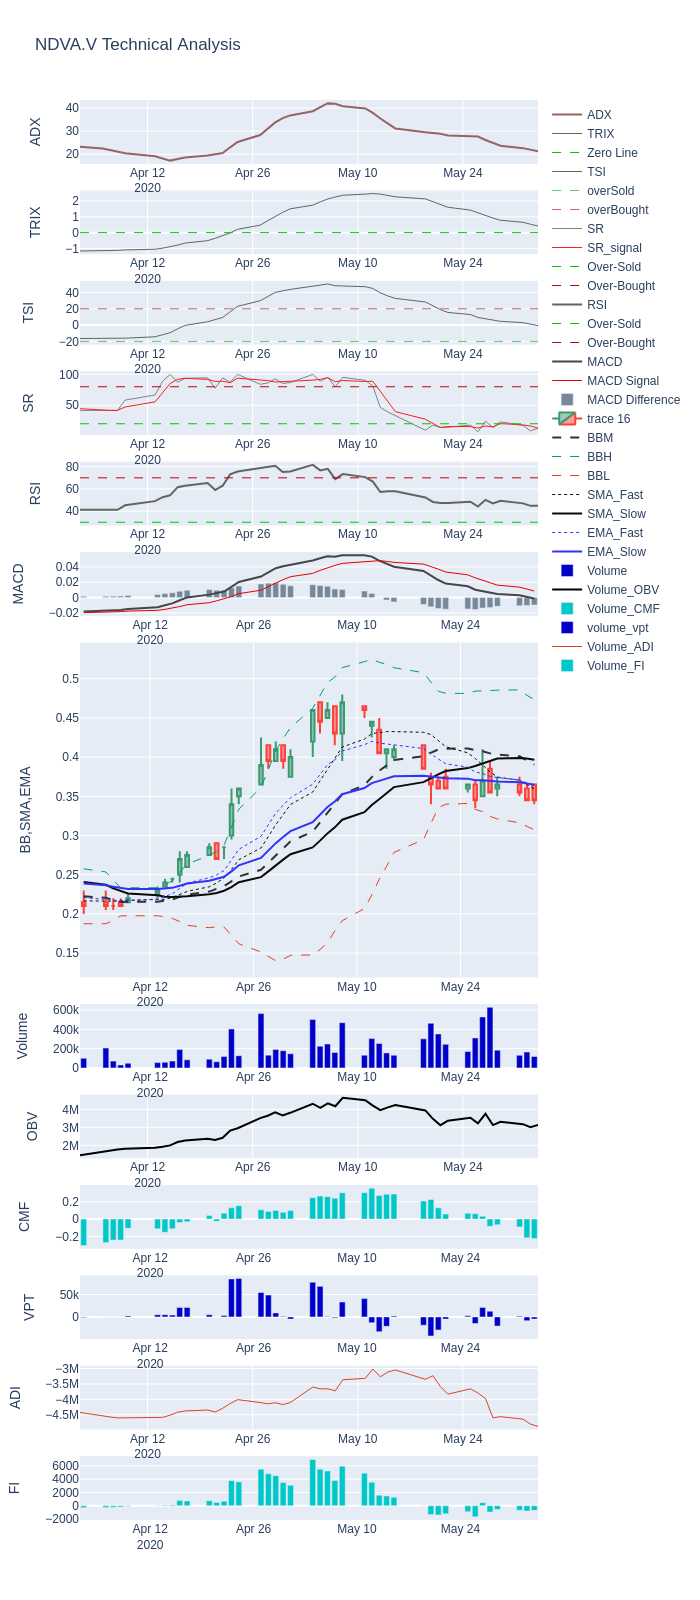 NDVA.V Technical Analysis
ADX
40
30
20
Apr 12
2020
Apr 26
May 10
May 24
TRIX
2
1
0
−1
Apr 12
2020
Apr 26
May 10
May 24
TSI
40
20
0
−20
Apr 12
2020
Apr 26
May 10
May 24
SR
100
50
Apr 12
2020
Apr 26
May 10
May 24
RSI
80
60
40
Apr 12
2020
Apr 26
May 10
May 24
MACD
0.04
0.02
0
−0.02
Apr 12
2020
Apr 26
May 10
May 24
BB,SMA,EMA
0.5
0.45
0.4
0.35
0.3
0.25
0.2
0.15
Apr 12
2020
Apr 26
May 10
May 24
Volume
600k
400k
200k
0
Apr 12
2020
Apr 26
May 10
May 24
OBV
4M
3M
2M
Apr 12
2020
Apr 26
May 10
May 24
CMF
0.2
0
−0.2
Apr 12
2020
Apr 26
May 10
May 24
VPT
50k
0
Apr 12
2020
Apr 26
May 10
May 24
ADI
−3M
−3.5M
−4M
−4.5M
Apr 12
2020
Apr 26
May 10
May 24
FI
6000
4000
2000
0
−2000
Apr 12
2020
Apr 26
May 10
May 24
ADX
TRIX
Zero Line
TSI
overSold
overBought
SR
SR_signal
Over-Sold
Over-Bought
RSI
Over-Sold
Over-Bought
MACD
MACD Signal
MACD Difference
trace 16
BBM
BBH
BBL
SMA_Fast
SMA_Slow
EMA_Fast
EMA_Slow
Volume
Volume_OBV
Volume_CMF
volume_vpt
Volume_ADI
Volume_FI